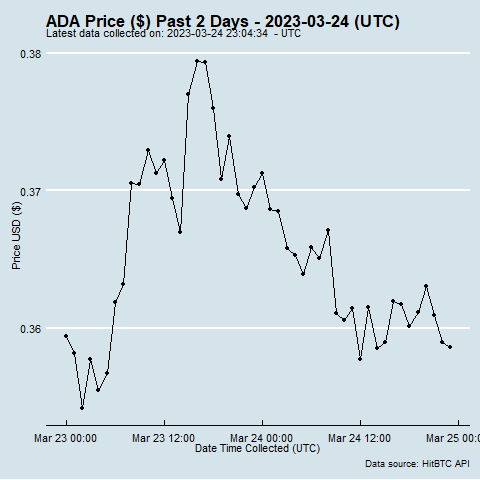 ADA Price ($) Past 2 Days - 2023-03-24 (UTC)
Latest data collected on: 2023-03-24 23:04:34 - UTC
0.38
0.37
0.36
Price USD ($)
Mar 23 00:00 Mar 23 12:00 Mar 24 00:00 Mar 24 12:00 Mar 25 00:0
Date Time Collected (UTC)
Data source: HitBTC API